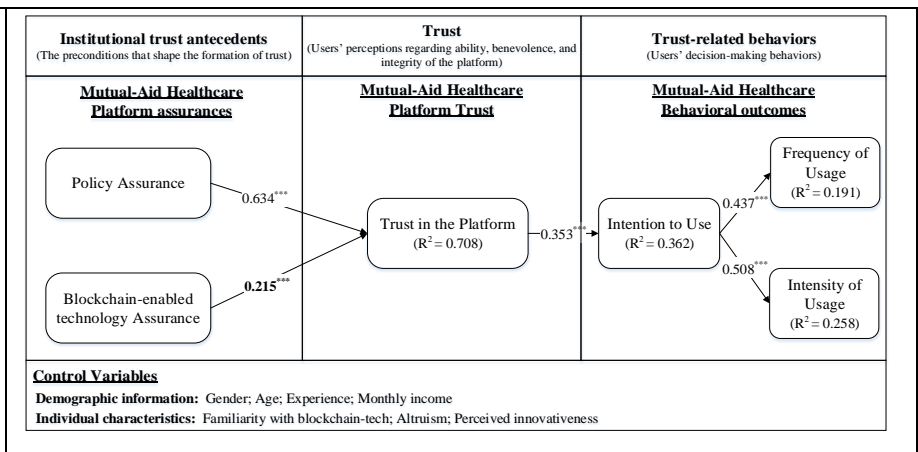 Institutional trust antecedents
(The preconditions that shape the formation of trust)
Trust
(Users' perceptions regarding ability, benevolence, and
integrity of the platform)
Trust-related behaviors
(Users' decision-making behaviors)
Mutual-Aid Healthcare
Platform assurances
Mutual-Aid Healthcare
Platform Trust
Mutual-Aid Healthcare
Behavioral outcomes
Policy Assurance
0.634***
Blockchain-enabled
technology Assurance
0.215***
Trust in the Platform
(R² = 0.708)
0.353***
Intention to Use
(R² = 0.362)
0.437***
Frequency of
Usage
(R² = 0.191)
0.508***
Intensity of
Usage
(R² = 0.258)
Control Variables
Demographic information: Gender; Age; Experience; Monthly income
Individual characteristics: Familiarity with blockchain-tech; Altruism; Perceived innovativeness